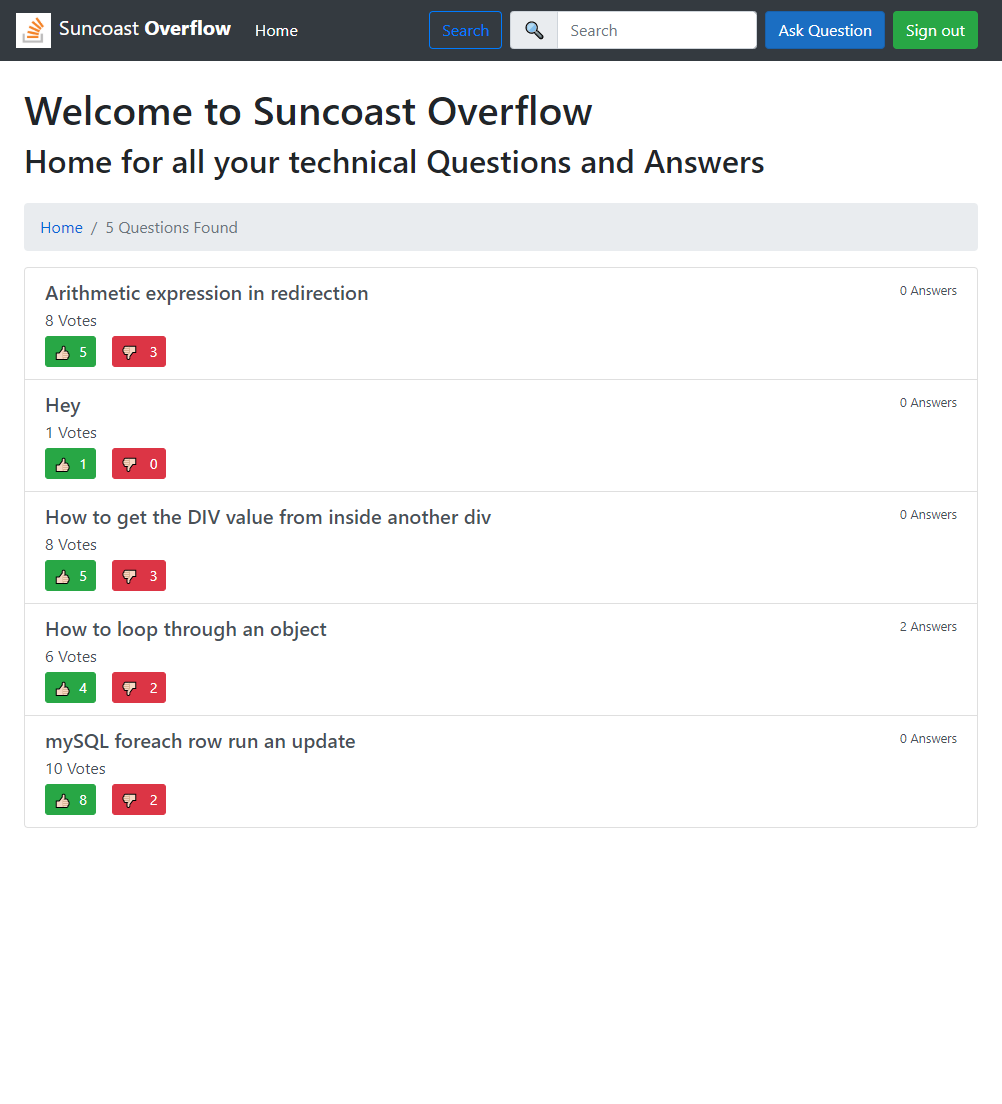 Suncoast Overflow Home Search Search Ask Question Sign out
Welcome to Suncoast Overflow
Home for all your technical Questions and Answers
Home / 5 Questions Found
Arithmetic expression in redirection 0 Answers
8 Votes
5 3
Hey 0 Answers
1 Votes
1 0
How to get the DIV value from inside another div 0 Answers
8 Votes
5 3
How to loop through an object 2 Answers
6 Votes
4 2
mySQL foreach row run an update 0 Answers
10 Votes
8 2